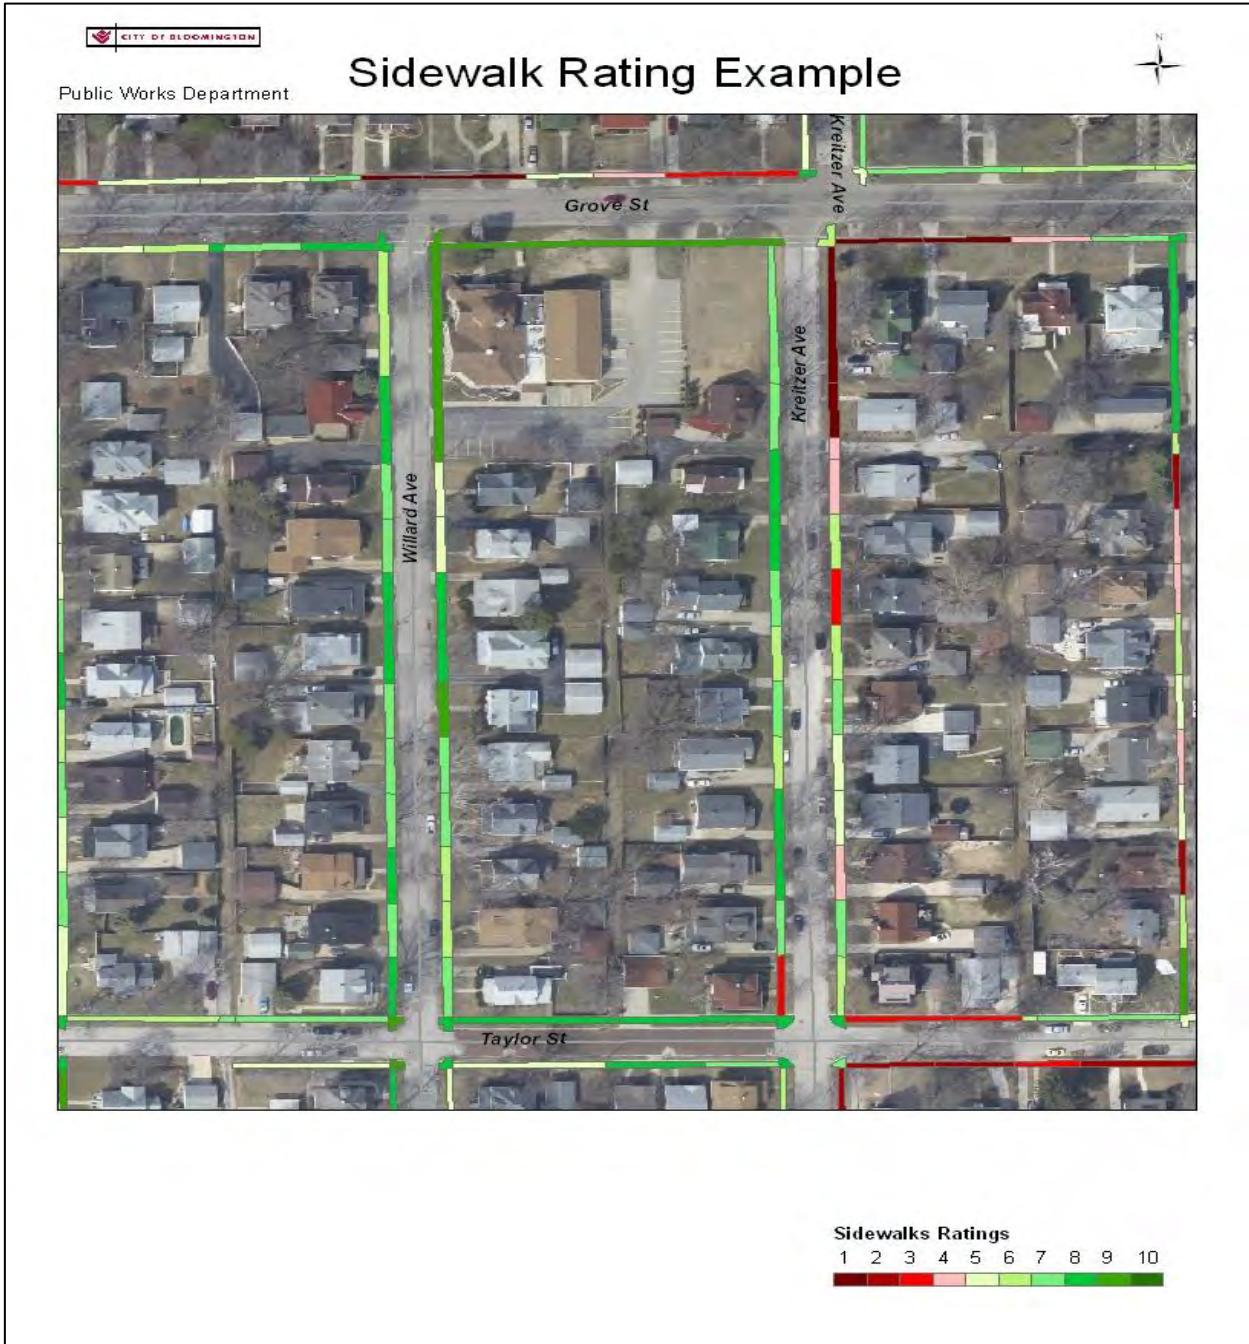 CITY OF BLOOMINGTON
Sidewalk Rating Example
N
Public Works Department
Kreitzer Ave
Grove St
Kreitzer Ave
Willard Ave
Taylor St
Sidewalks Ratings
1 2 3 4 5 6 7 8 9 10